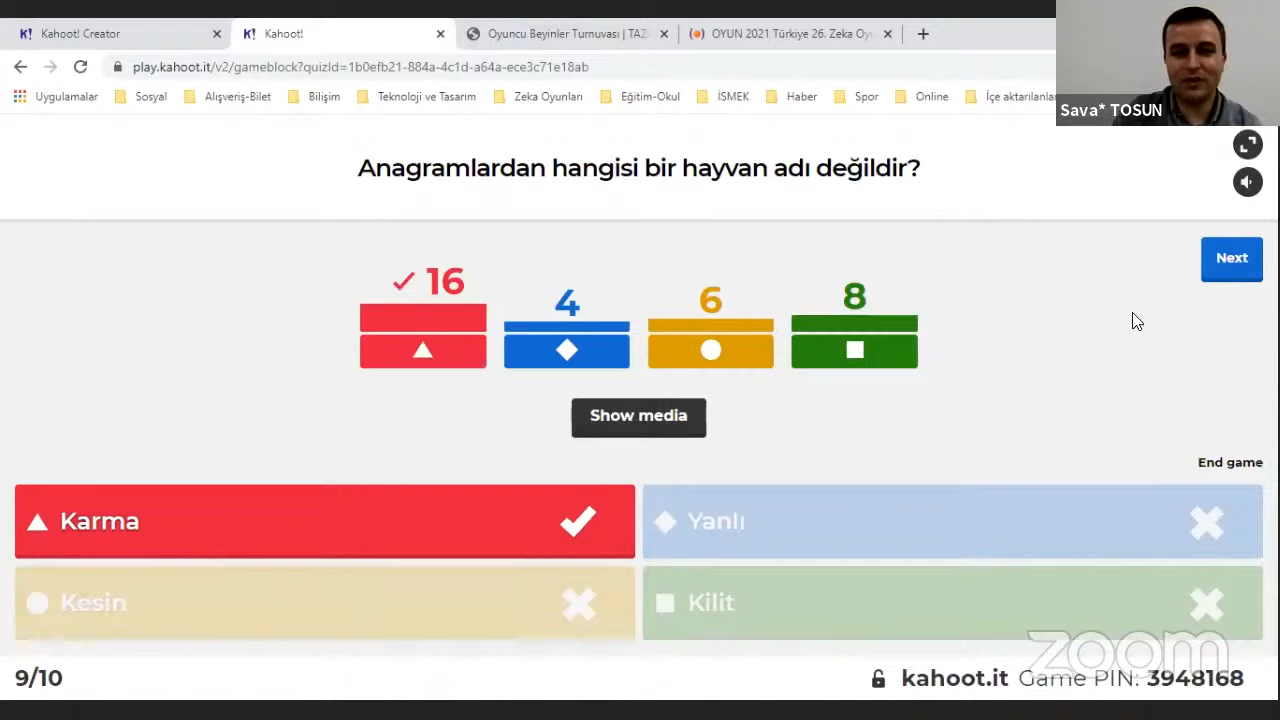 Kahoot! Creator
Kahoot!
Oyuncu Beyinler Turnuvası | TAZ
OYUN 2021 Türkiye 26. Zeka Oyu
play.kahoot.it/v2/gameblock?quizId=1b0efb21-884a-4c1d-a64a-ece3c71e18ab
Uygulamalar Sosyal Alışveriş-Bilet Bilişim Teknoloji ve Tasarım Zeka Oyunları Eğitim-Okul İSMEK Haber Spor Online İçe aktarılanlar
Sava* TOSUN
Anagramlardan hangisi bir hayvan adı değildir?
Next
16 4 6 8
Show media
End game
Karma
Yanlı
Kesin
Kilit
zoom
9/10
kahoot.it Game PIN: 3948168